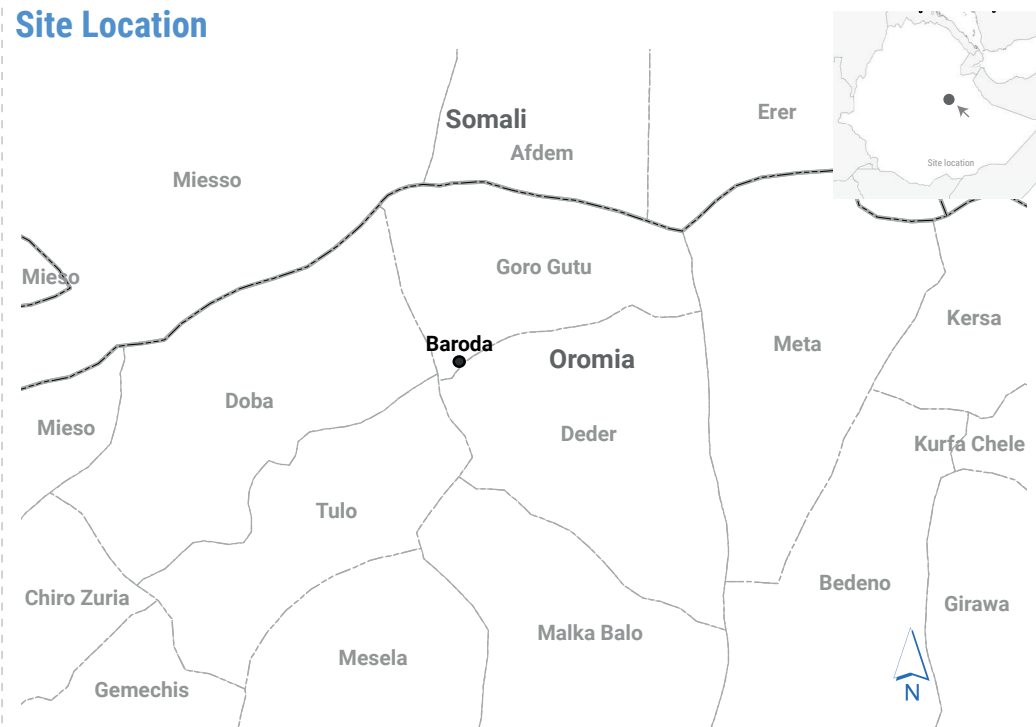 Site Location
Somali
Erer
Afdem
Site location
Miesso
Goro Gutu
Mieso
Kersa
Baroda
Meta
Oromia
Doba
Mieso
Deder
Kurfa Chele
Tulo
Bedeno
Chiro Zuria
Girawa
Malka Balo
Mesela
Gemechis
N